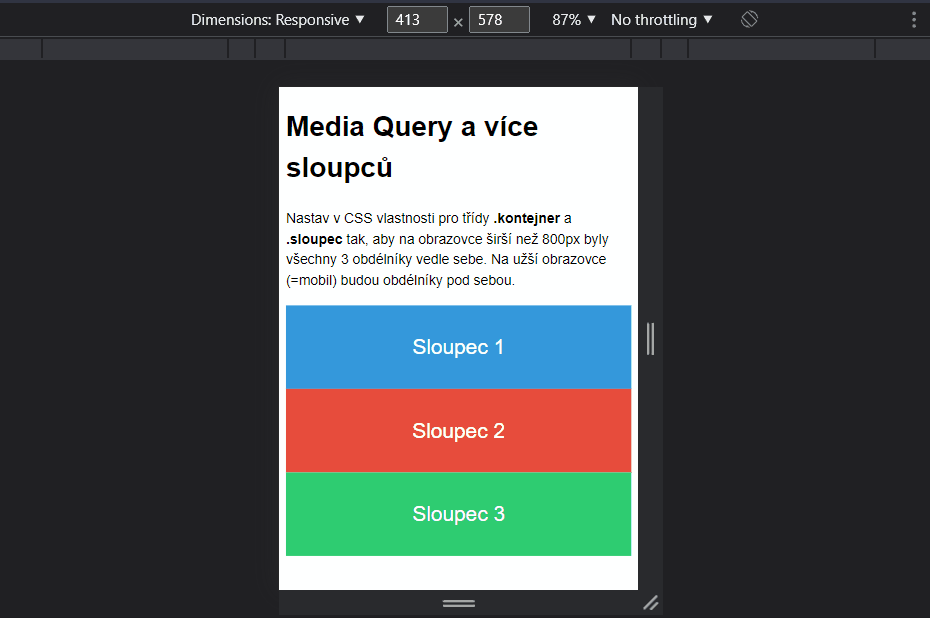 Dimensions: Responsive ▼ 413 × 578 87% ▼ No throttling ▼
Media Query a více
sloupců
Nastav v CSS vlastnosti pro třídy .kontejner a
.sloupec tak, aby na obrazovce širší než 800px byly
všechny 3 obdélníky vedle sebe. Na užší obrazovce
(=mobil) budou obdélníky pod sebou.
Sloupec 1
Sloupec 2
Sloupec 3